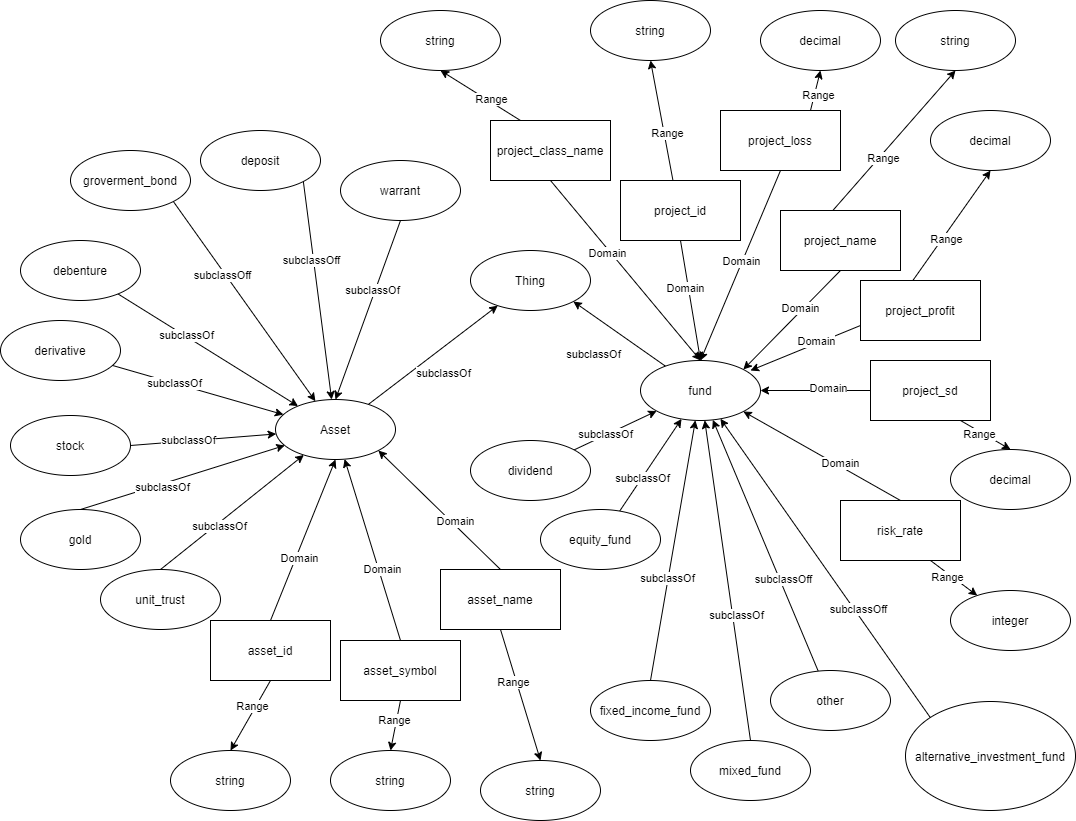 string
string
decimal
string
Range
Range
Range
project_class_name
project_loss
decimal
Range
project_id
project_name
Range
project_profit
deposit
groverment_bond
warrant
debenture
derivative
stock
gold
unit_trust
subclassOff
subclassOff
subclassOf
subclassOf
subclassOf
subclassOf
subclassOf
subclassOf
Thing
subclassOf
subclassOf
Domain
Domain
Domain
Domain
Domain
Asset
fund
Domain
project_sd
Range
decimal
Domain
risk_rate
Range
integer
subclassOf
dividend
subclassOf
equity_fund
subclassOf
subclassOf
subclassOff
subclassOff
fixed_income_fund
mixed_fund
other
alternative_investment_fund
Domain
Domain
Domain
asset_id
asset_symbol
asset_name
Range
Range
Range
string
string
string